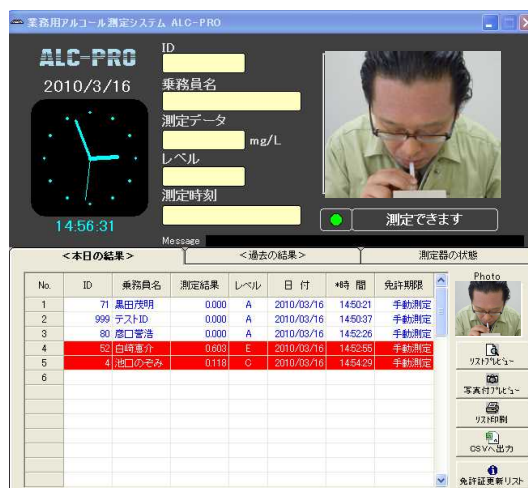 業務用アルコール測定システム ALC-PRO
ALC-PRO
2010/3/16
14:56:31
ID
乗務員名
測定データ
mg/L
レベル
測定時刻
測定できます
Message
<本日の結果>
<過去の結果>
測定器の状態
No. ID 乗務員名 測定結果 レベル 日 付 *時 間 免許期限
1 71 黒田茂明 0.000 A 2010/03/16 14:50:21 手動測定
2 999 テストID 0.000 A 2010/03/16 14:50:37 手動測定
3 80 彦口菅浩 0.000 A 2010/03/16 14:52:26 手動測定
4 52 白崎恵介 0.603 E 2010/03/16 14:52:55 手動測定
5 4 池口のぞみ 0.118 C 2010/03/16 14:54:29 手動測定
6
Photo
リストプレビュー
写真付プレビュー
リスト印刷
CSVへ出力
免許証更新リスト